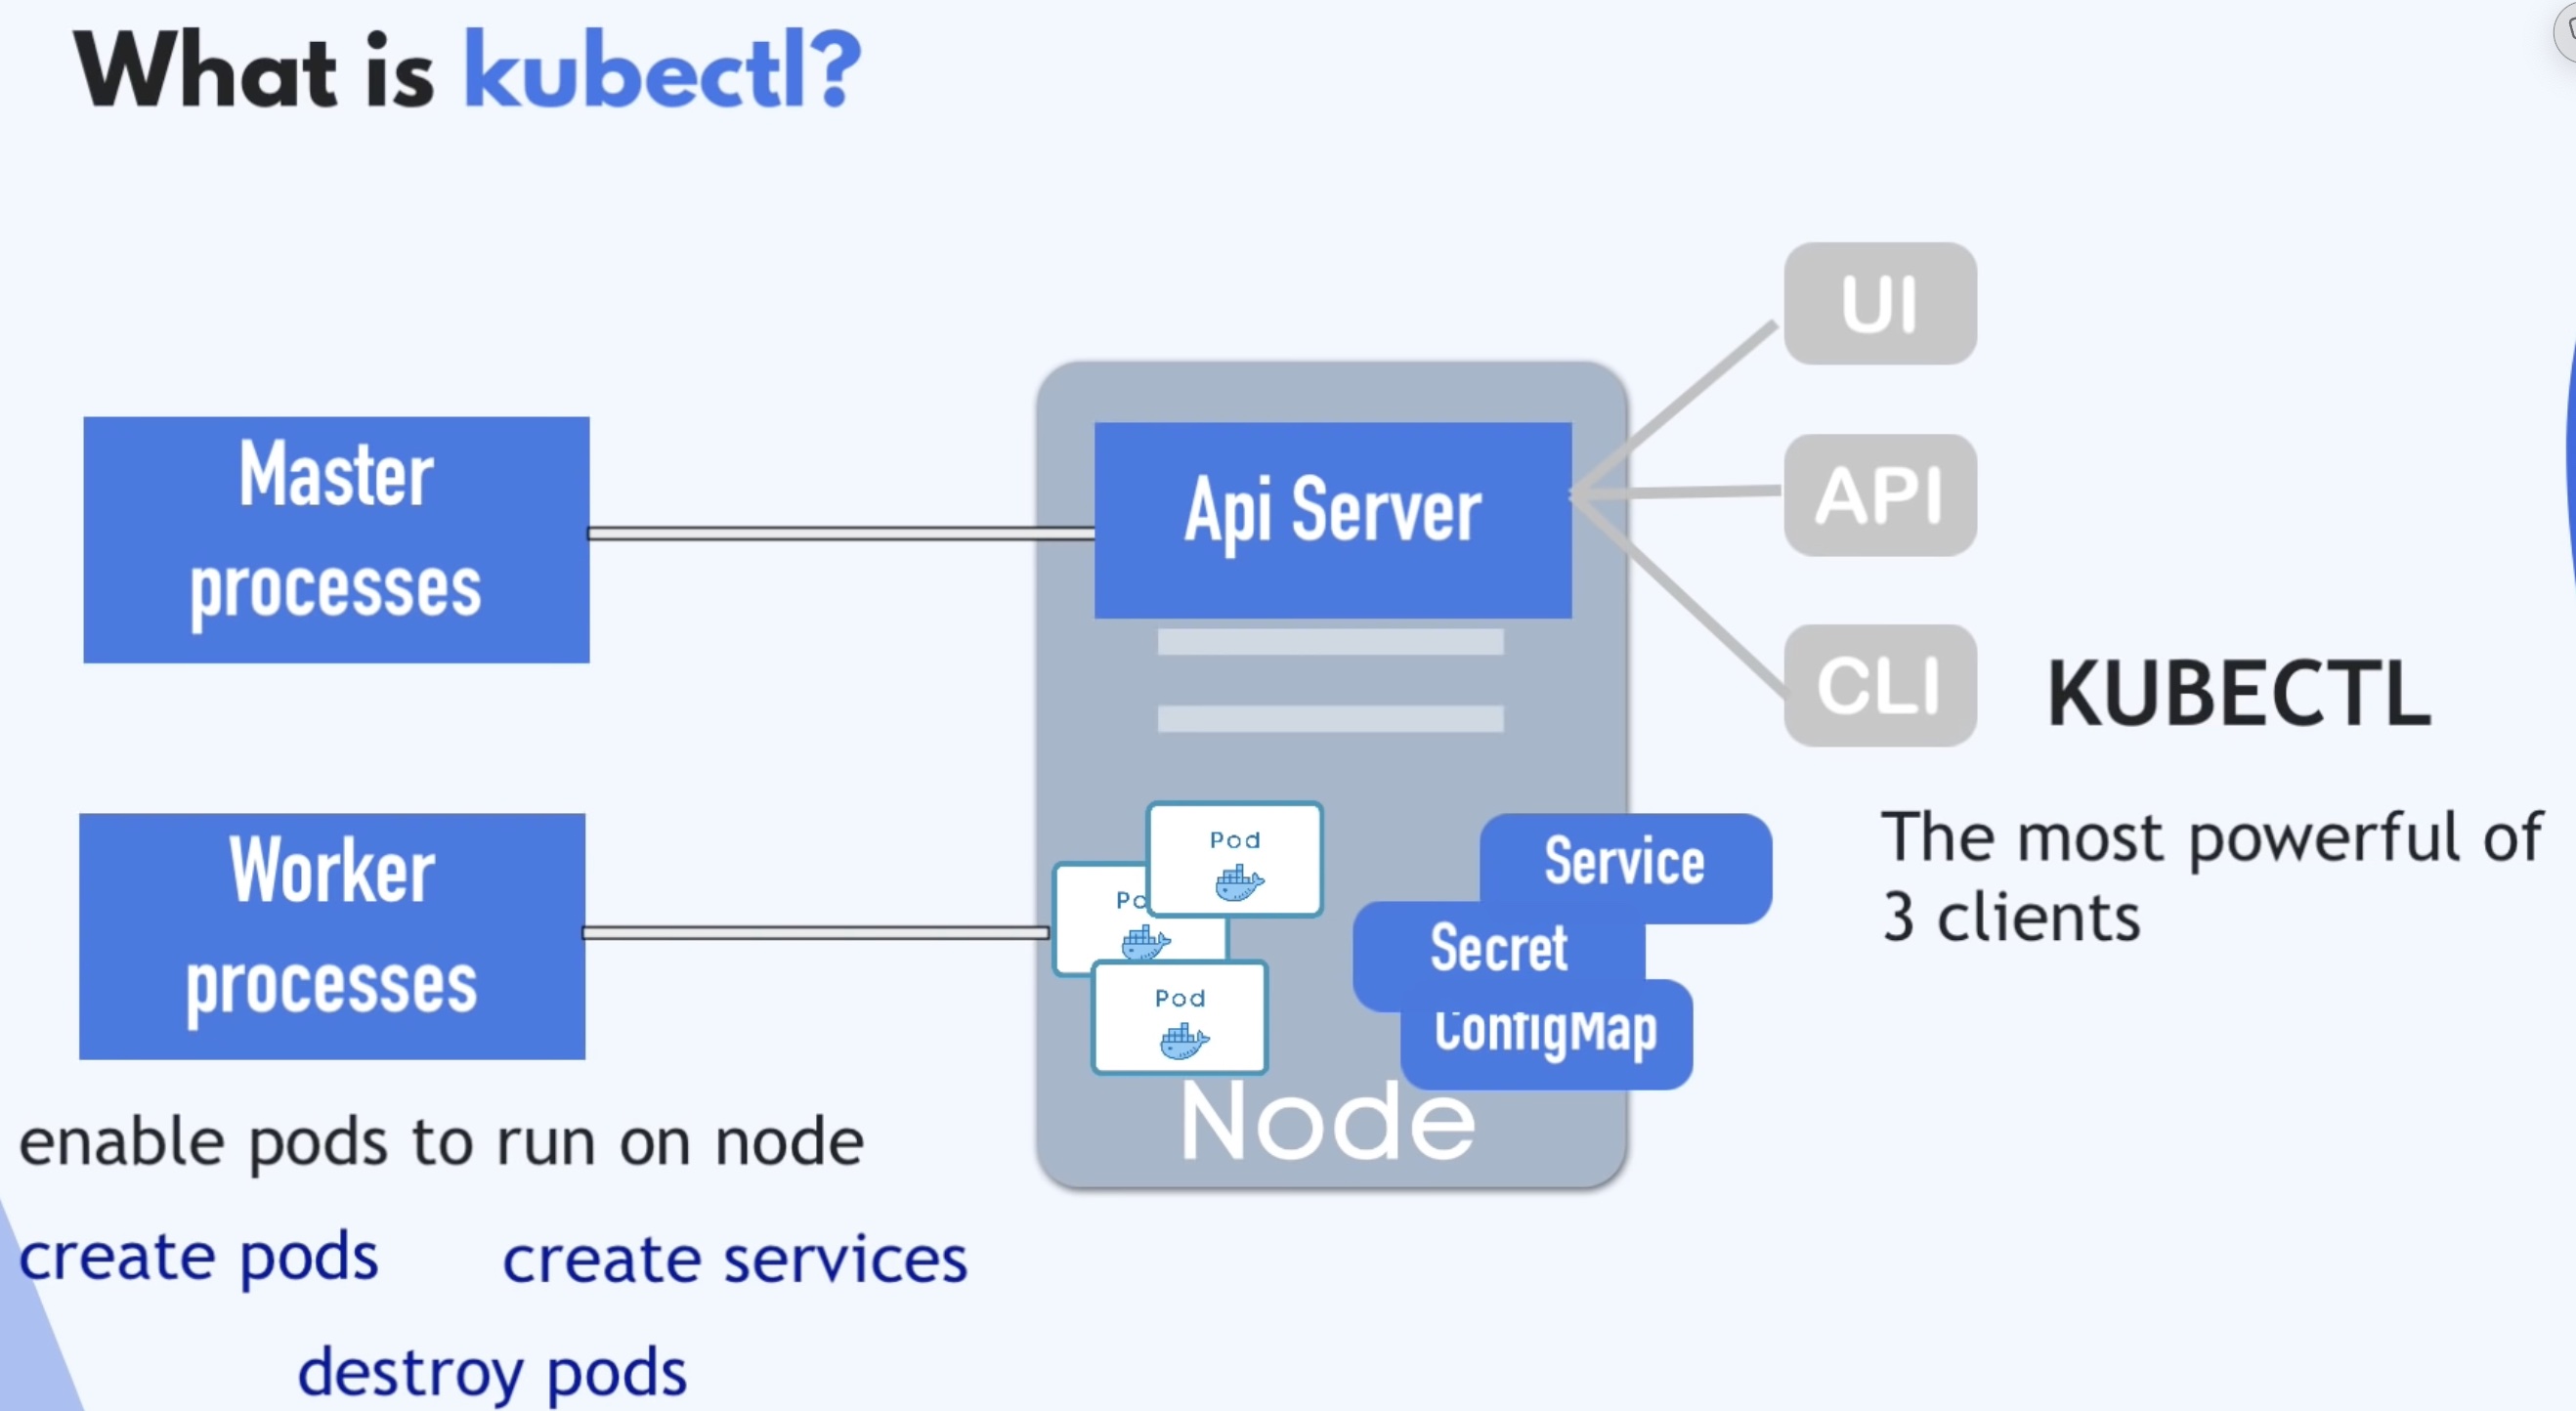 What is kubectl?
UI
API
CLI
KUBECTL
The most powerful of
3 clients
Master
processes
Api Server
Worker
processes
Pod
Po
Pod
Service
Secret
ConfigMap
Node
enable pods to run on node
create pods
create services
destroy pods